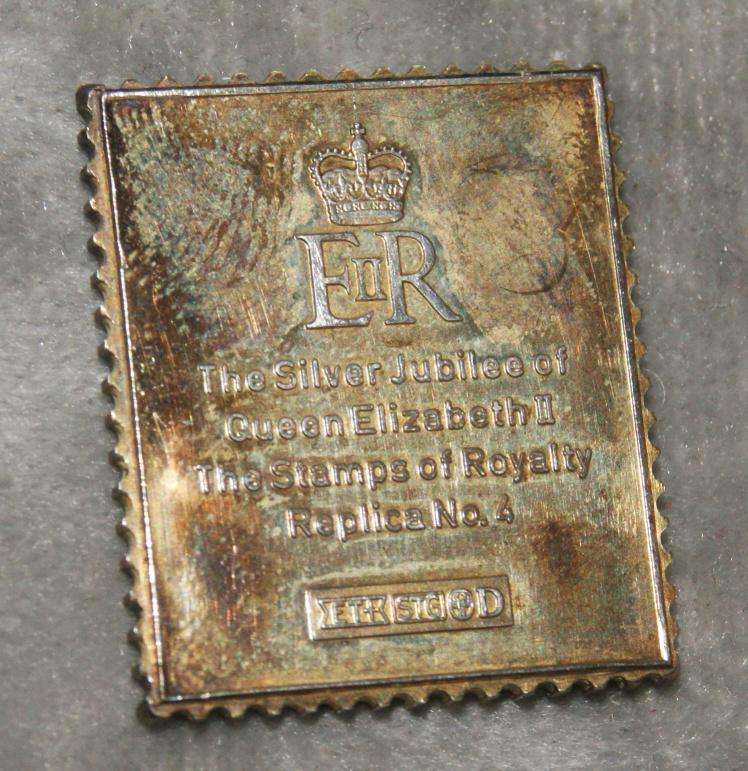 EIIR
The Silver Jubilee of
Queen Elizabeth II
The Stamps of Royalty
Replica No. 4